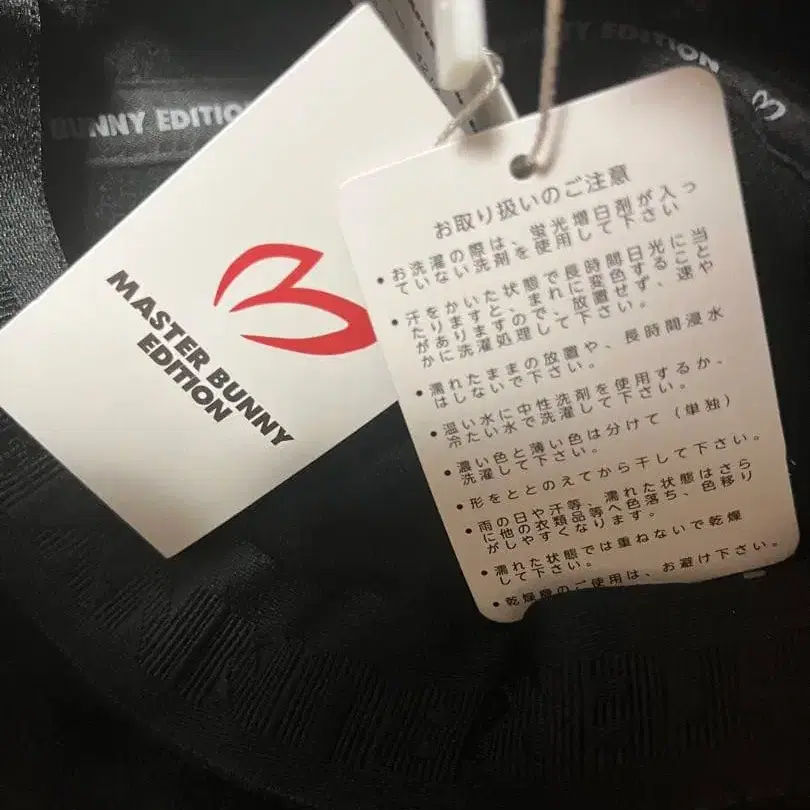 BUNNY EDITION
MASTER BUNNY
EDITION
お取り扱いのご注意
• お洗濯の際は、蛍光増白剤が入っ
ていない洗剤を使用して下さい
• 汗をかいた状態で長時間日光に当
たりますと、まれに変色すること
がありますので、放置せず、速や
かに洗濯処理して下さい。
• 濡れたままの放置や、長時間浸水
はしないで下さい。
• 温い水に中性洗剤を使用するか、
冷たい水で洗濯して下さい。
• 濃い色と薄い色は分けて（単独）
洗濯して下さい。
• 形をととのえてから干して下さい。
• 雨の日や汗等、濡れた状態はさら
に他の衣類品等へ色落ち、色移り
がしやすくなります。
• 濡れた状態では重ねないで乾燥
して下さい。
• 乾燥機のご使用は、お避け下さい。
EDITION